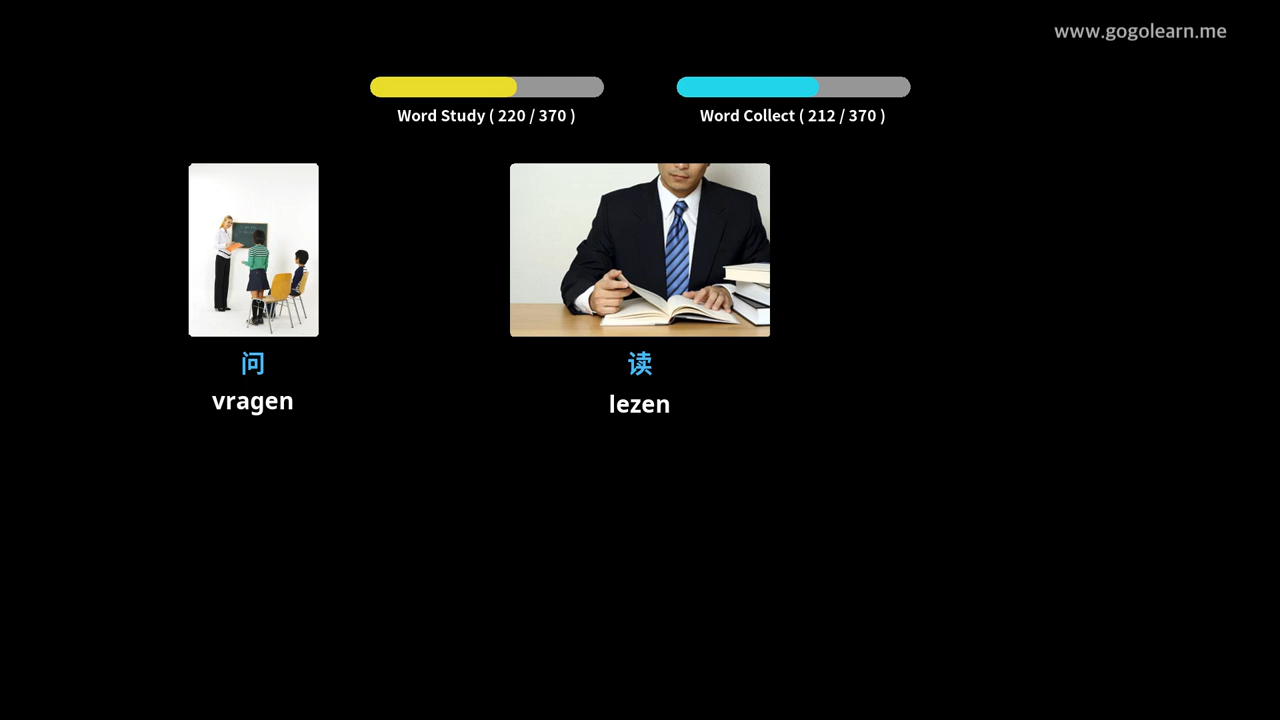 www.gogolearn.me
Word Study ( 220 / 370 )
Word Collect ( 212 / 370 )
问
vragen
读
lezen